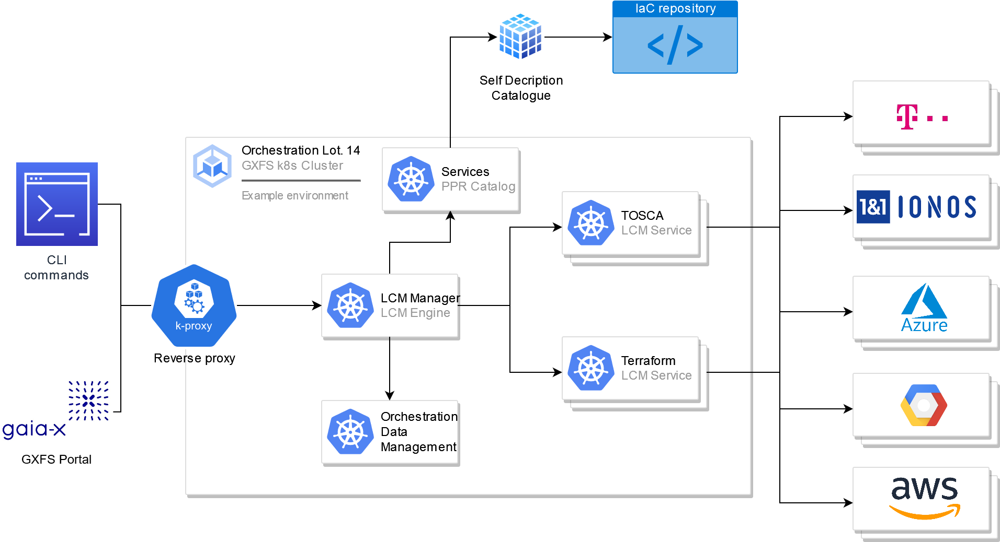 IaC repository
</>
Self Decription
Catalogue
Orchestration Lot. 14
GXFS k8s Cluster
Example environment
Services
PPR Catalog
CLI
commands
k-proxy
Reverse proxy
gaia-x
GXFS Portal
LCM Manager
LCM Engine
Orchestration
Data
Management
TOSCA
LCM Service
Terraform
LCM Service
T
1&1 IONOS
Azure
aws